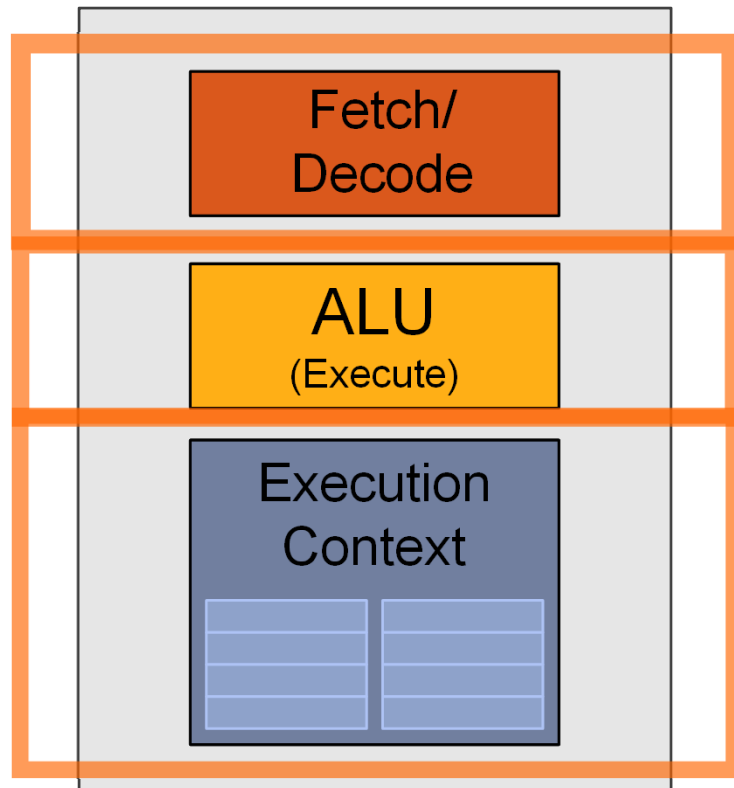 Fetch/
Decode
ALU
(Execute)
Execution
Context